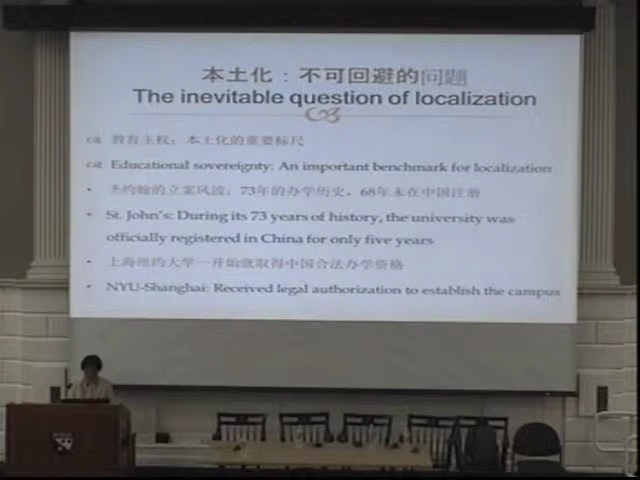 本土化：不可回避的问题
The inevitable question of localization
教育主权：本土化的重要标尺
Educational sovereignty: An important benchmark for localization
圣约翰的立案风波：73年的办学历史，68年未在中国注册
St. John's: During its 73 years of history, the university was
officially registered in China for only five years
上海纽约大学一开始就取得中国合法办学资格
NYU-Shanghai: Received legal authorization to establish the campus